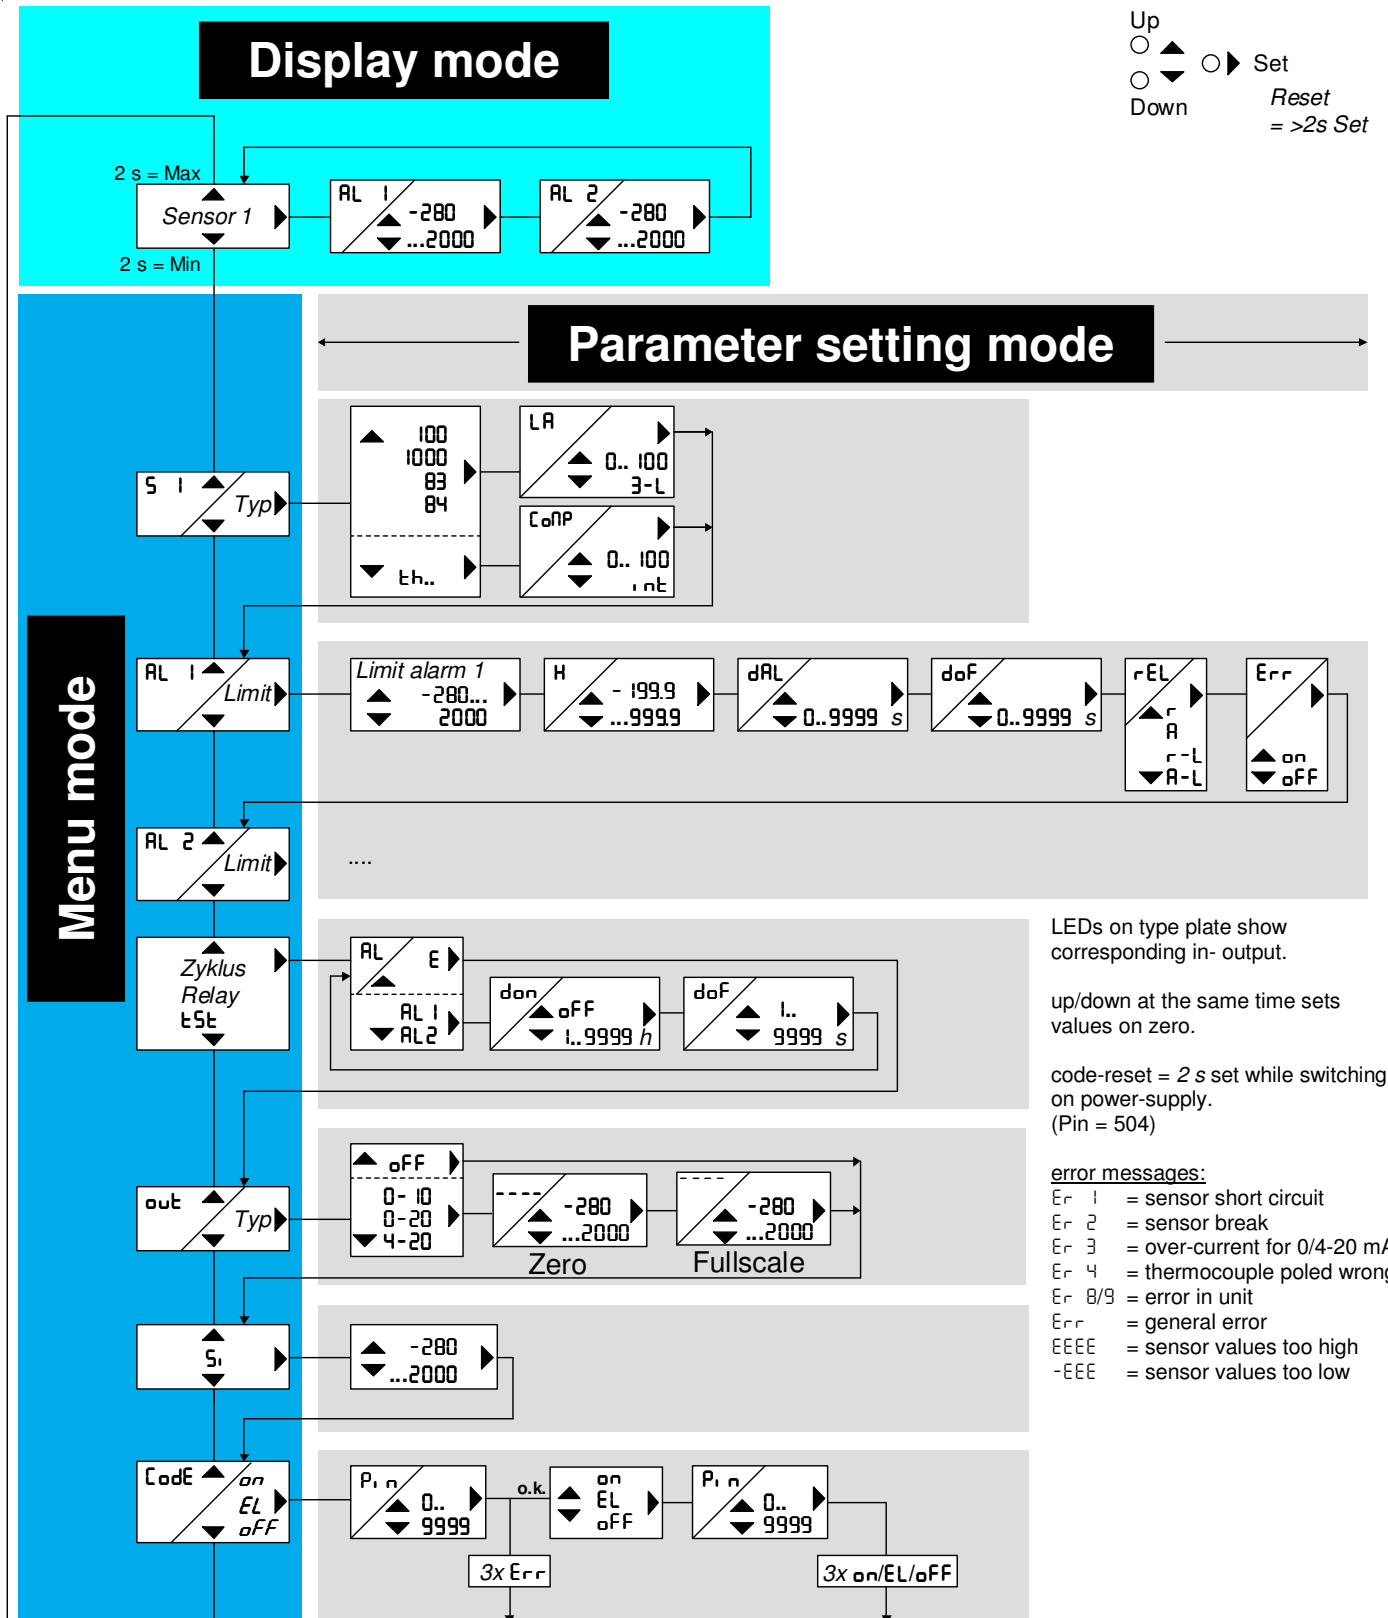 Display mode
Up
Set
Down
Reset
= >2s Set
2 s = Max
Sensor 1
2 s = Min
AL 1
-280
...2000
AL 2
-280
...2000
Parameter setting mode
Menu mode
S 1
Typ
100
1000
83
84
th..
LA
0.. 100
3-L
ConP
0.. 100
int
AL 1
Limit
Limit alarm 1
-280...
2000
H
-199.9
...999.9
dAL
0..9999 s
doF
0..9999 s
rEL
r
A
r-L
A-L
Err
on
oFF
AL 2
Limit
....
Zyklus
Relay
tSt
AL
E
AL1
AL2
don
oFF
1..9999 h
doF
1..
9999 s
out
Typ
oFF
0-10
0-20
4-20
----
-280
...2000
Zero
----
-280
...2000
Fullscale
Si
-280
...2000
CodE
on
EL
oFF
Pin
0..
9999
o.k.
on
EL
oFF
Pin
0..
9999
3x Err
3x on/EL/oFF
LEDs on type plate show
corresponding in- output.
up/down at the same time sets
values on zero.
code-reset = 2 s set while switching
on power-supply.
(Pin = 504)
error messages:
Er 1 = sensor short circuit
Er 2 = sensor break
Er 3 = over-current for 0/4-20 mA
Er 4 = thermocouple poled wrong
Er 8/9 = error in unit
Err = general error
EEEE = sensor values too high
-EEE = sensor values too low